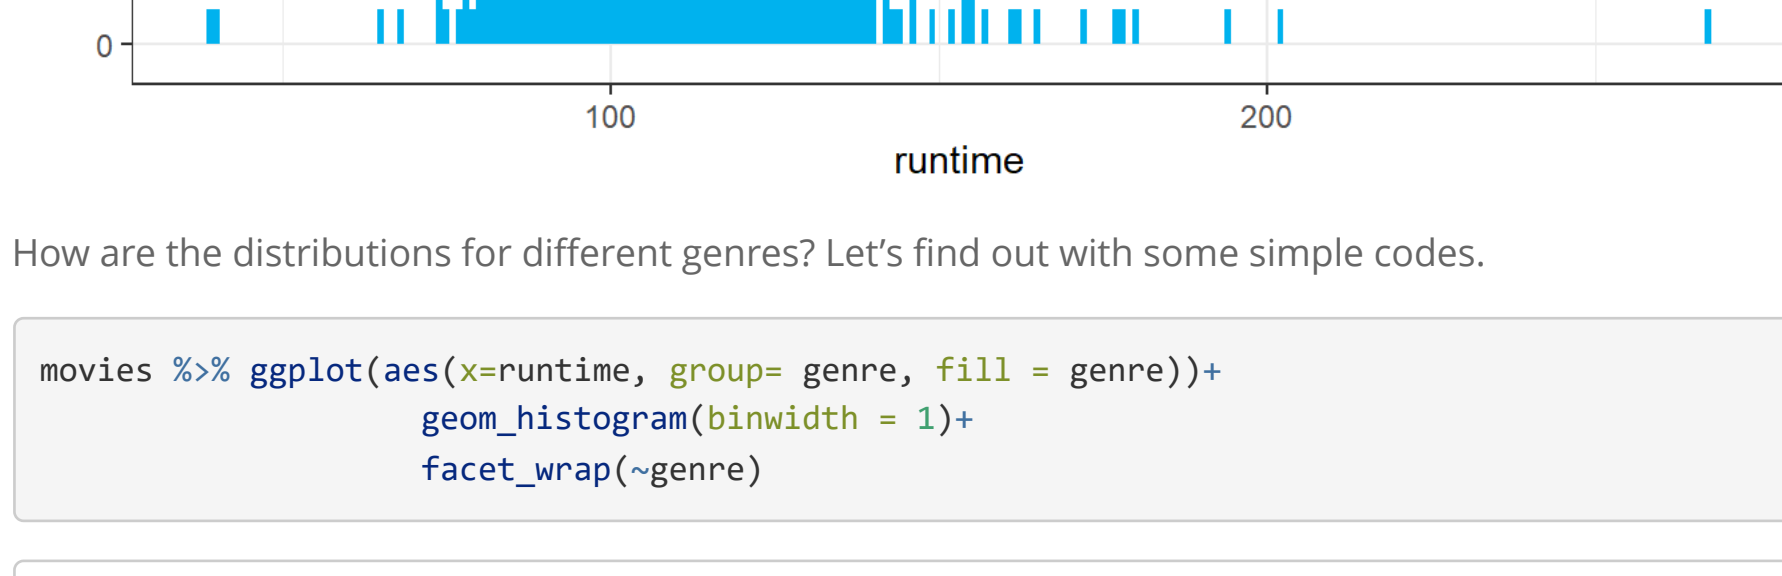 0
100 200
runtime
How are the distributions for different genres? Let’s find out with some simple codes.
movies %>% ggplot(aes(x=runtime, group= genre, fill = genre))+
geom_histogram(binwidth = 1)+
facet_wrap(~genre)